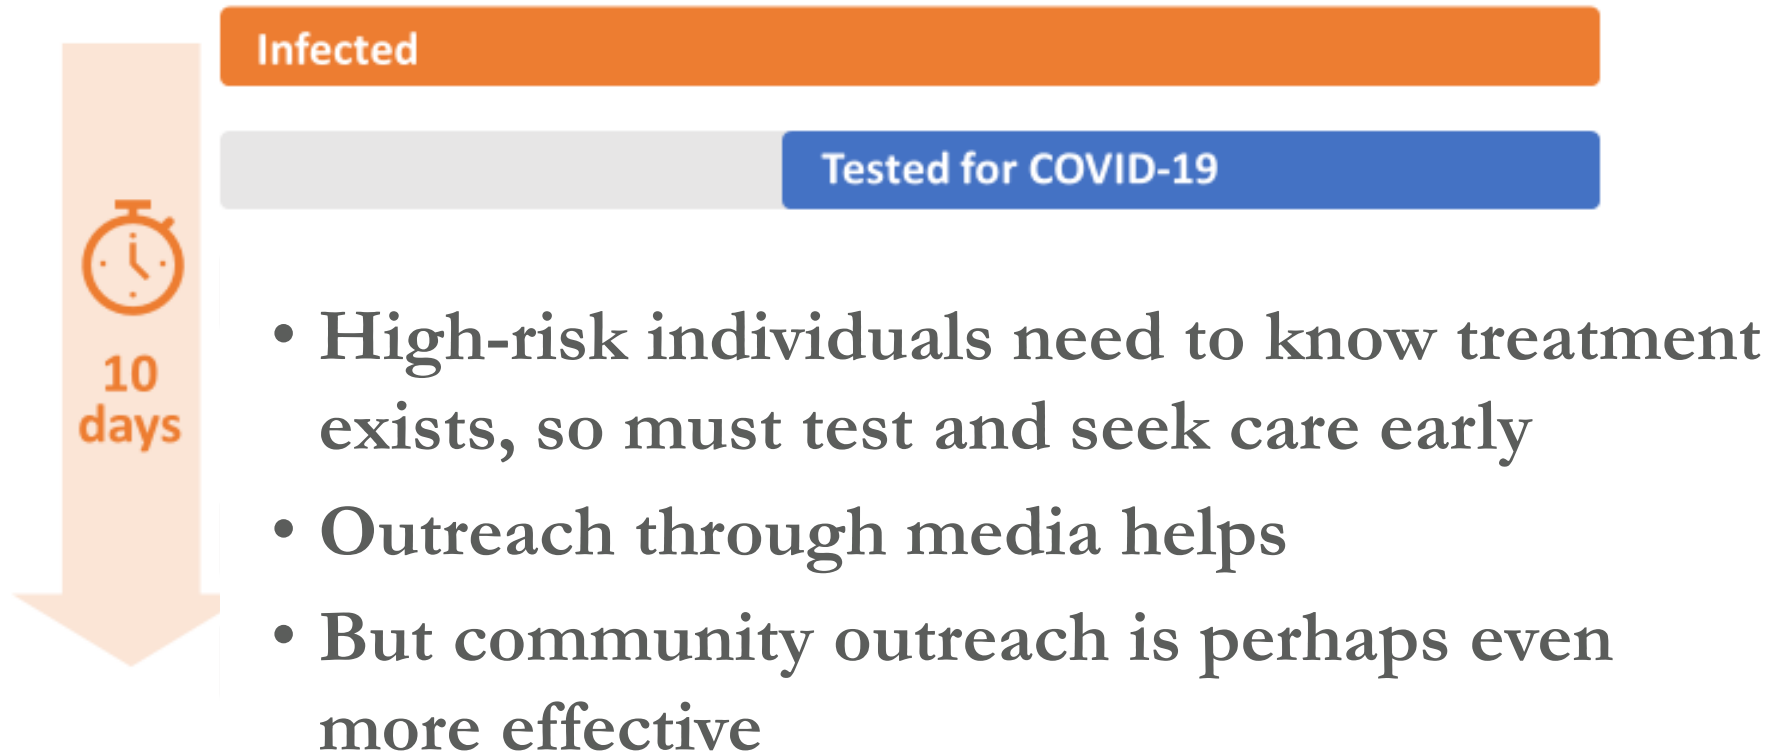 Infected
Tested for COVID-19
10
days
• High-risk individuals need to know treatment
exists, so must test and seek care early
• Outreach through media helps
• But community outreach is perhaps even
more effective